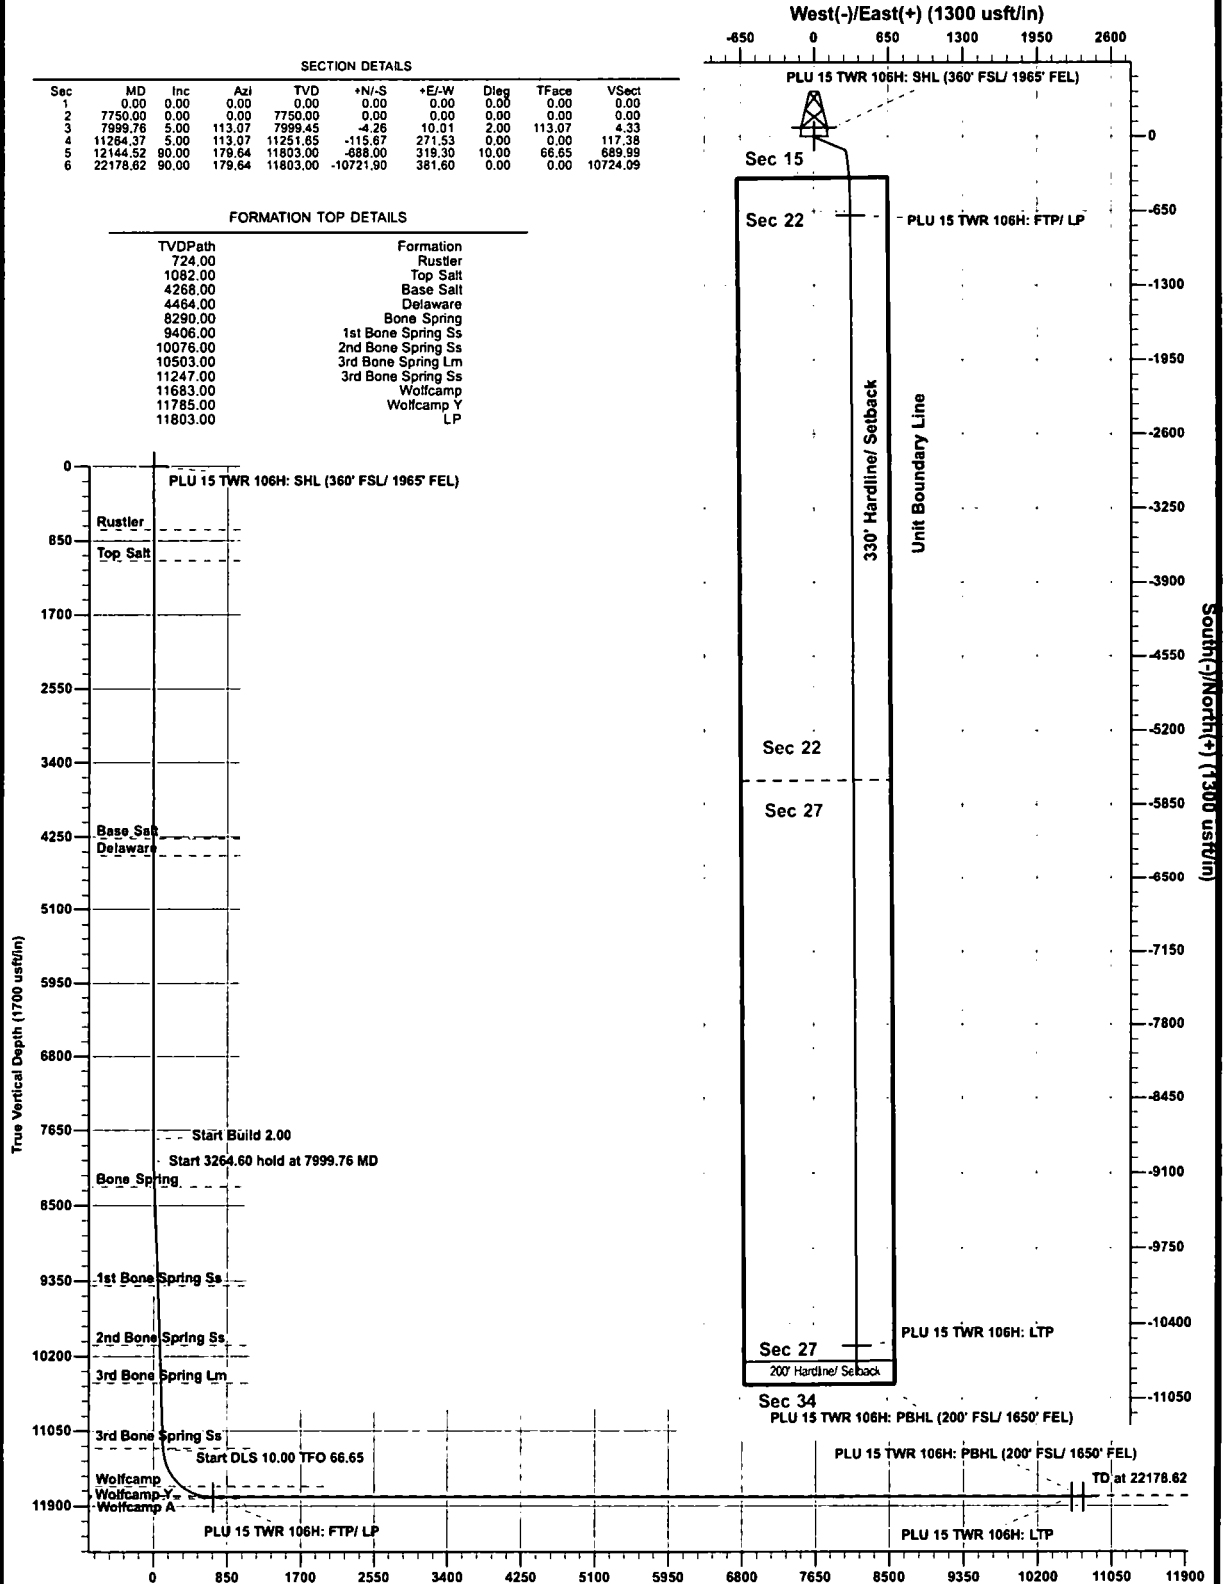 West(-)/East(+) (1300 usft/in)
-650 0 650 1300 1950 2600
SECTION DETAILS
Sec MD Inc Azi TVD +N/-S +E/-W Dleg TFace VSect
1 0.00 0.00 0.00 0.00 0.00 0.00 0.00 0.00 0.00
2 7750.00 0.00 0.00 7750.00 0.00 0.00 0.00 0.00 0.00
3 7999.76 5.00 113.07 7999.45 -4.26 10.01 2.00 113.07 4.33
4 11264.37 5.00 113.07 11251.65 -115.67 271.53 0.00 0.00 117.38
5 12144.52 90.00 179.64 11803.00 -688.00 319.30 10.00 66.65 689.99
6 22178.62 90.00 179.64 11803.00 -10721.90 381.60 0.00 0.00 10724.09
FORMATION TOP DETAILS
TVDPath Formation
724.00 Rustler
1082.00 Top Salt
4268.00 Base Salt
4464.00 Delaware
8290.00 Bone Spring
9406.00 1st Bone Spring Ss
10076.00 2nd Bone Spring Ss
10503.00 3rd Bone Spring Lm
11247.00 3rd Bone Spring Ss
11683.00 Wolfcamp
11785.00 Wolfcamp Y
11803.00 LP
PLU 15 TWR 106H: SHL (360' FSL/ 1965' FEL)
Sec 15
Sec 22
PLU 15 TWR 106H: FTP/ LP
330' Hardline/ Setback
Unit Boundary Line
Sec 22
Sec 27
PLU 15 TWR 106H: LTP
Sec 27
200' Hardline/ Setback
Sec 34
PLU 15 TWR 106H: PBHL (200' FSL/ 1650' FEL)
0
-650
-1300
-1950
-2600
-3250
-3900
-4550
-5200
-5850
-6500
-7150
-7800
-8450
-9100
-9750
-10400
-11050
South(-)/North(+) (1300 usft/in)
True Vertical Depth (1700 usft/in)
0
PLU 15 TWR 106H: SHL (360' FSL/ 1965' FEL)
Rustler
850
Top Salt
1700
2550
3400
4250
Base Salt
Delaware
5100
5950
6800
7650
Start Build 2.00
Start 3264.60 hold at 7999.76 MD
Bone Spring
8500
9350
1st Bone Spring Ss
2nd Bone Spring Ss
10200
3rd Bone Spring Lm
11050
3rd Bone Spring Ss
Start DLS 10.00 TFO 66.65
Wolfcamp
Wolfcamp Y
11900
Wolfcamp A
PLU 15 TWR 106H: FTP/ LP
PLU 15 TWR 106H: PBHL (200' FSL/ 1650' FEL)
TD at 22178.62
PLU 15 TWR 106H: LTP
0 850 1700 2550 3400 4250 5100 5950 6800 7650 8500 9350 10200 11050 11900